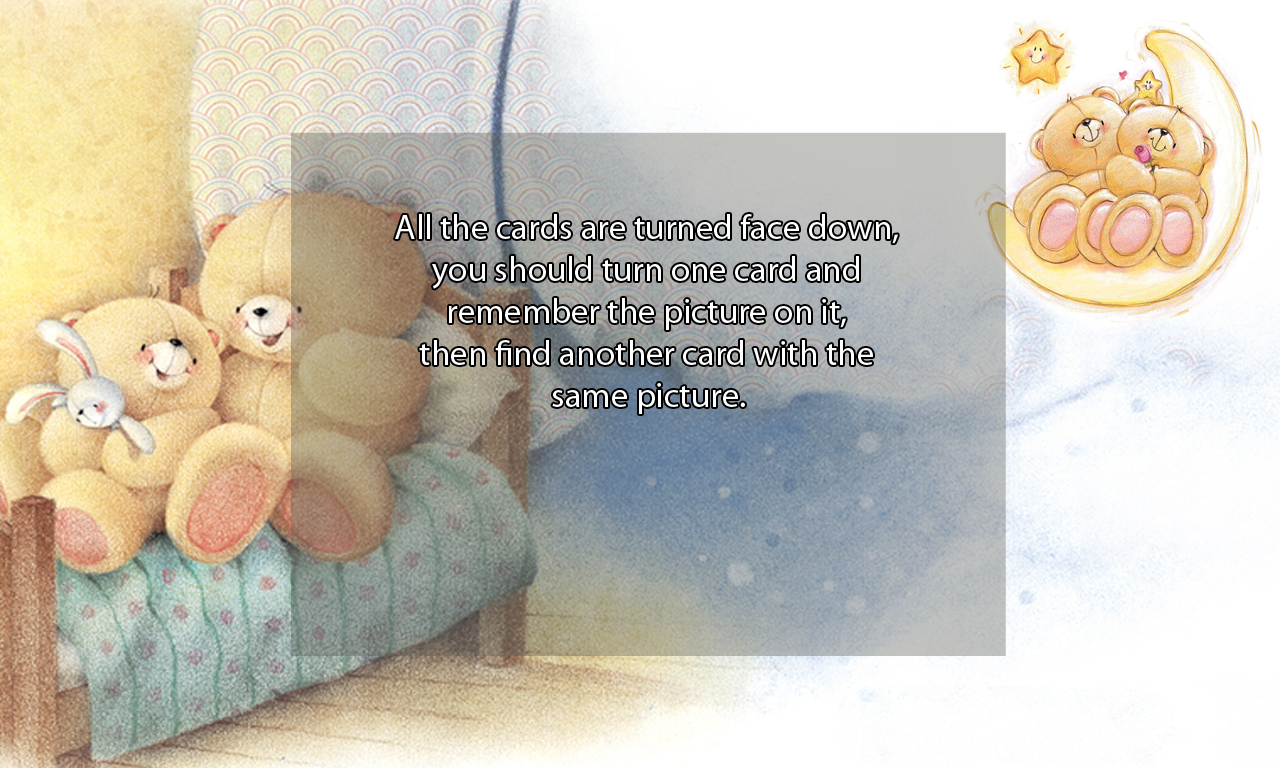 All the cards are turned face down,
you should turn one card and
remember the picture on it,
then find another card with the
same picture.